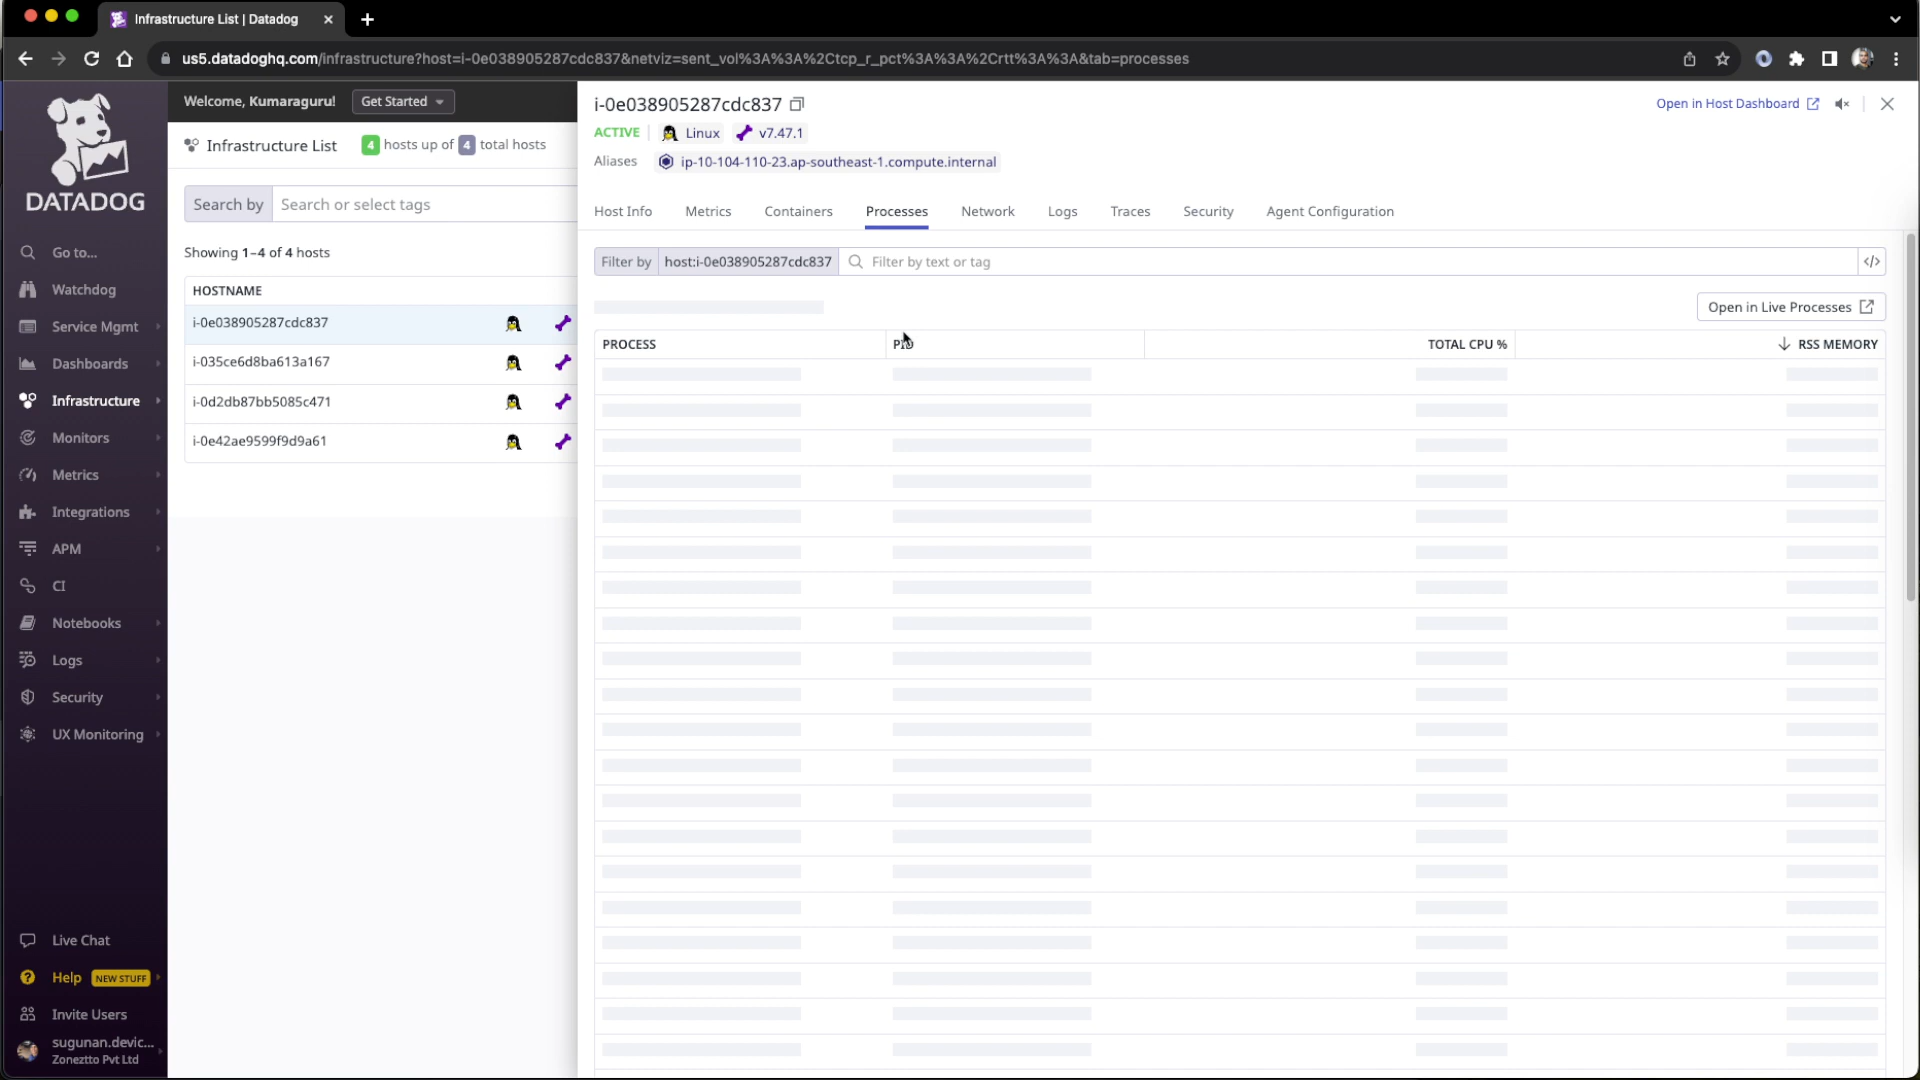 Infrastructure List | Datadog
us5.datadoghq.com/infrastructure?host=i-0e038905287cdc837&netviz=sent_vol%3A%3A%2Ctcp_r_pct%3A%3A%2Crtt%3A%3A&tab=processes
DATADOG
Go to...
Watchdog
Service Mgmt
Dashboards
Infrastructure
Monitors
Metrics
Integrations
APM
CI
Notebooks
Logs
Security
UX Monitoring
Live Chat
Help NEW STUFF
Invite Users
sugunan.devic...
Zoneztto Pvt Ltd
Welcome, Kumaraguru! Get Started
Infrastructure List 4 hosts up of 4 total hosts
Search by Search or select tags
Showing 1–4 of 4 hosts
HOSTNAME
i-0e038905287cdc837
i-035ce6d8ba613a167
i-0d2db87bb5085c471
i-0e42ae9599f9d9a61
i-0e038905287cdc837 Open in Host Dashboard
ACTIVE Linux v7.47.1
Aliases ip-10-104-110-23.ap-southeast-1.compute.internal
Host Info Metrics Containers Processes Network Logs Traces Security Agent Configuration
Filter by host:i-0e038905287cdc837 Filter by text or tag </>
Open in Live Processes
PROCESS PID TOTAL CPU % RSS MEMORY